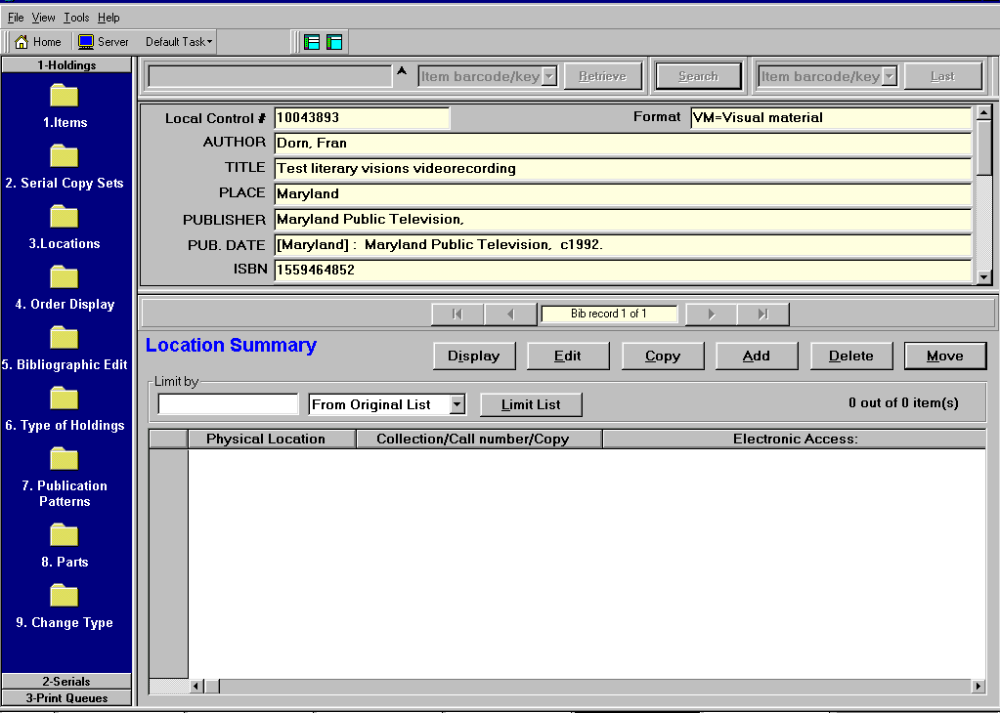 File View Tools Help
Home Server Default Task
1-Holdings
1.Items
2. Serial Copy Sets
3.Locations
4. Order Display
5. Bibliographic Edit
6. Type of Holdings
7. Publication
Patterns
8. Parts
9. Change Type
2-Serials
3-Print Queues
Item barcode/key Retrieve Search Item barcode/key Last
Local Control # 10043893 Format VM=Visual material
AUTHOR Dorn, Fran
TITLE Test literary visions videorecording
PLACE Maryland
PUBLISHER Maryland Public Television,
PUB. DATE [Maryland] : Maryland Public Television, c1992.
ISBN 1559464852
Bib record 1 of 1
Location Summary Display Edit Copy Add Delete Move
Limit by
From Original List Limit List 0 out of 0 item(s)
Physical Location Collection/Call number/Copy Electronic Access: